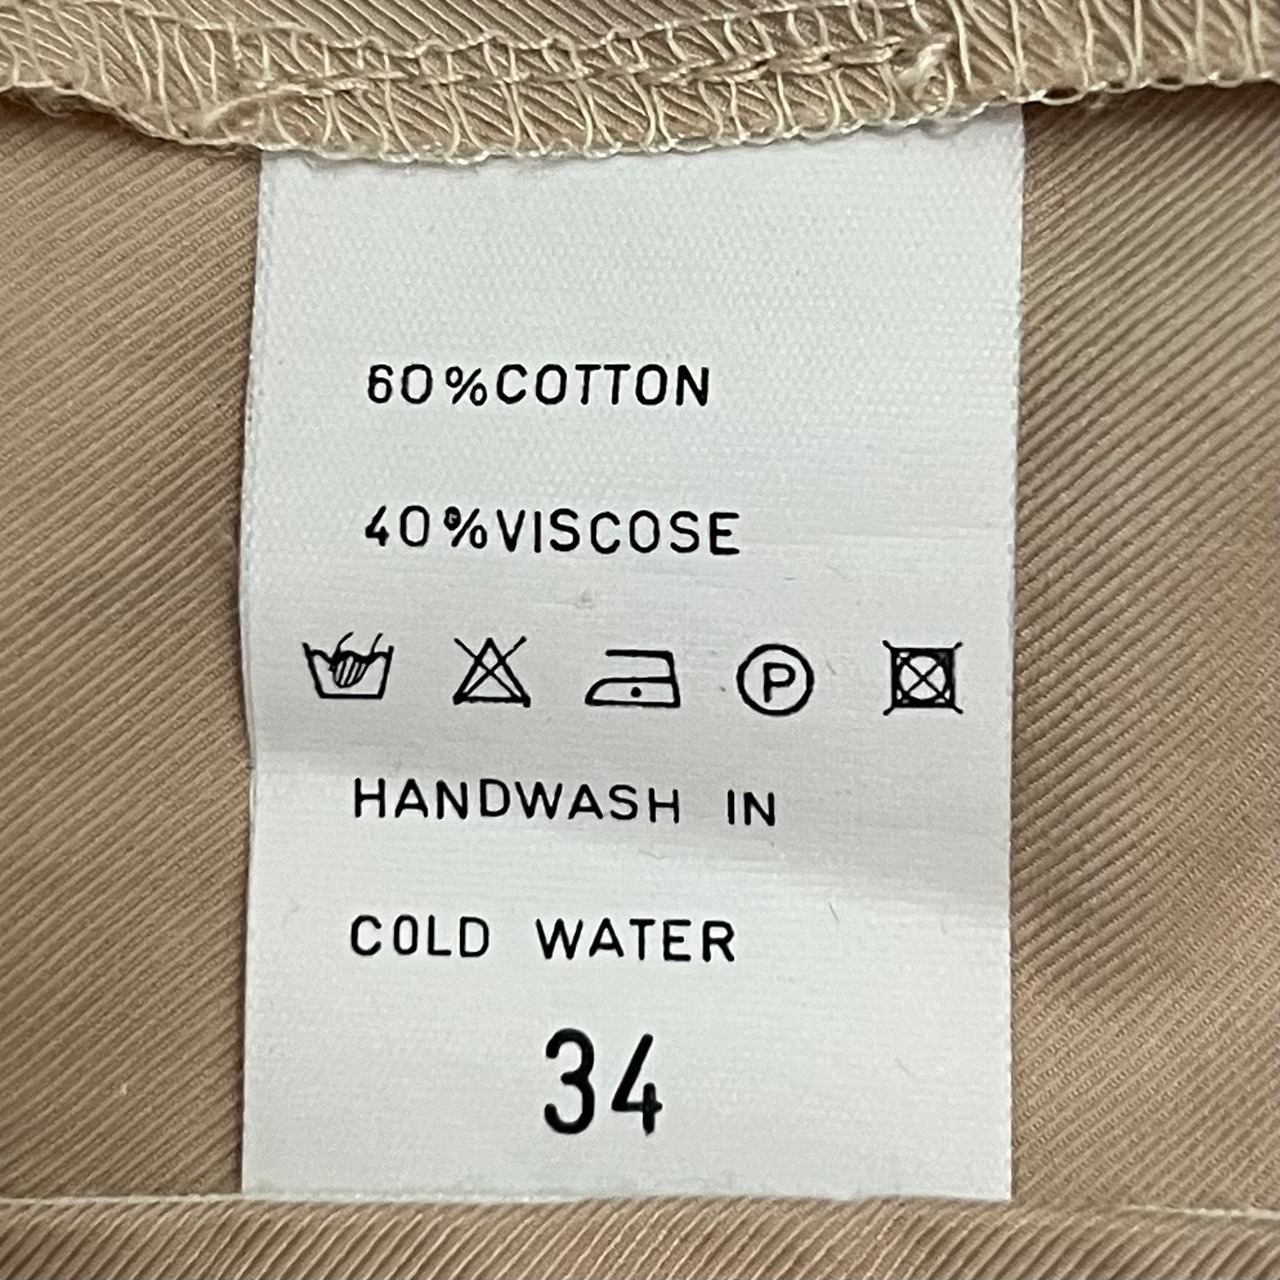 60%COTTON
40%VISCOSE
P
HANDWASH IN
COLD WATER
34